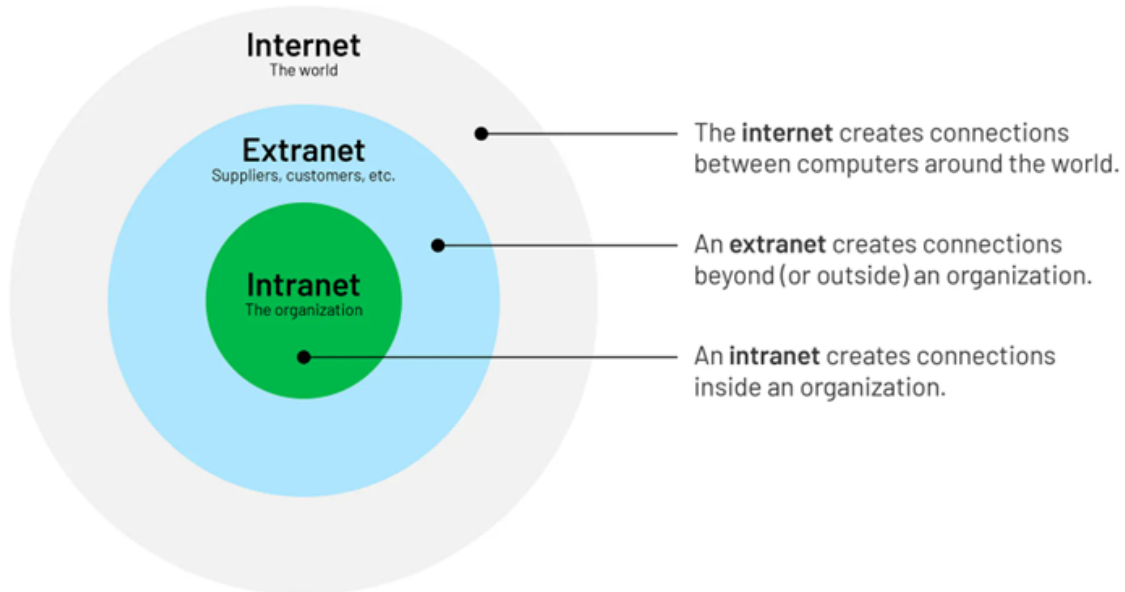 Internet
The world
Extranet
Suppliers, customers, etc.
Intranet
The organization
The internet creates connections
between computers around the world.
An extranet creates connections
beyond (or outside) an organization.
An intranet creates connections
inside an organization.